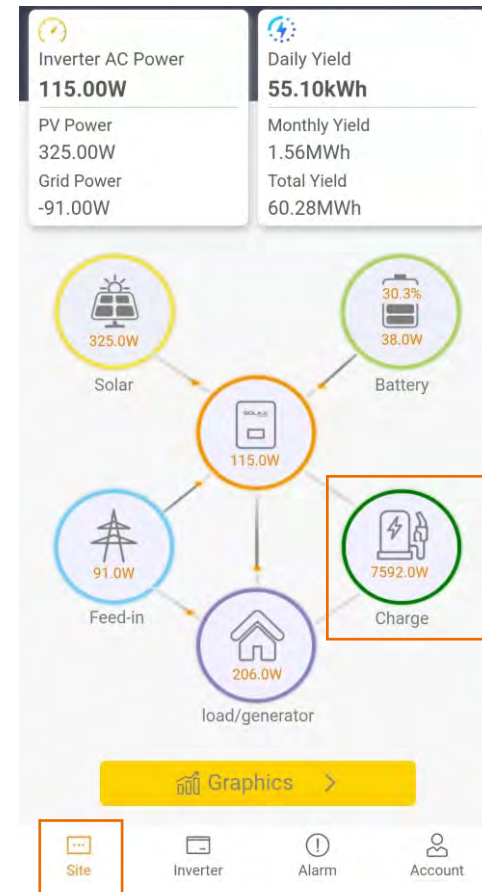 Inverter AC Power
115.00W
PV Power
325.00W
Grid Power
-91.00W
Daily Yield
55.10kWh
Monthly Yield
1.56MWh
Total Yield
60.28MWh
325.0W
Solar
30.3%
38.0W
Battery
SOLAX
115.0W
91.0W
Feed-in
7592.0W
Charge
206.0W
load/generator
Graphics >
Site
Inverter
Alarm
Account